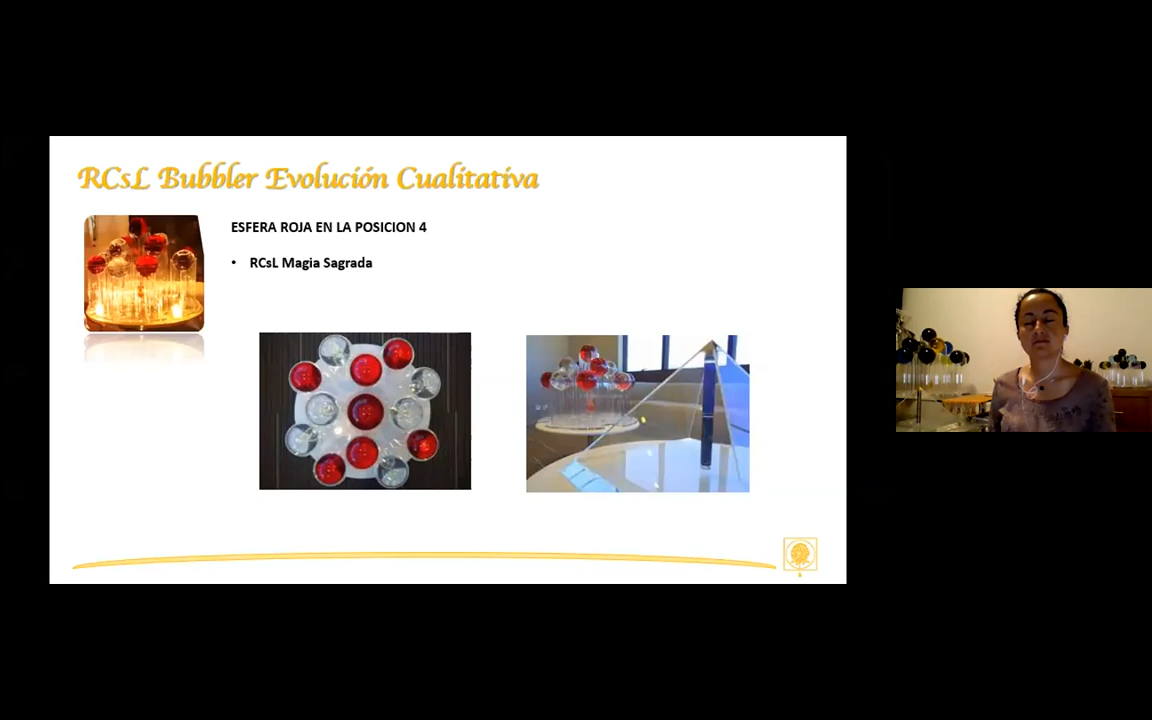 RCsL Bubbler Evolución Cualitativa
ESFERA ROJA EN LA POSICION 4
• RCsL Magia Sagrada